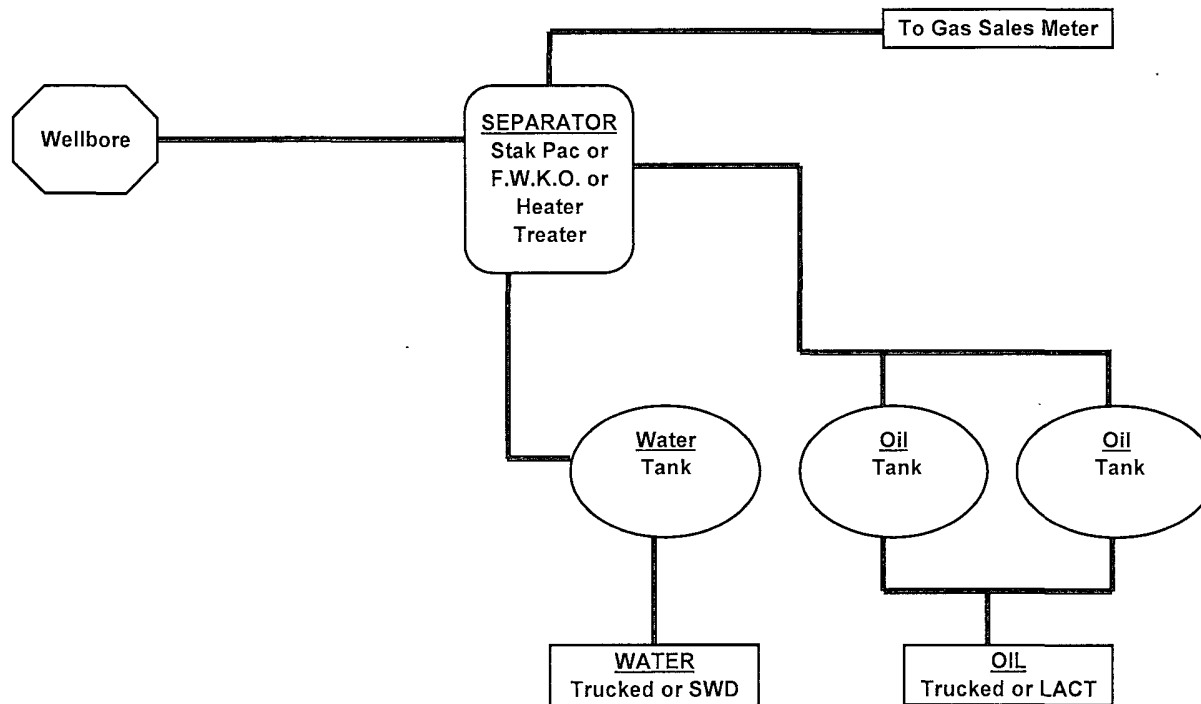 To Gas Sales Meter
Wellbore
SEPARATOR
Stak Pac or
F.W.K.O. or
Heater
Treater
Water
Tank
Oil
Tank
Oil
Tank
WATER
Trucked or SWD
OIL
Trucked or LACT